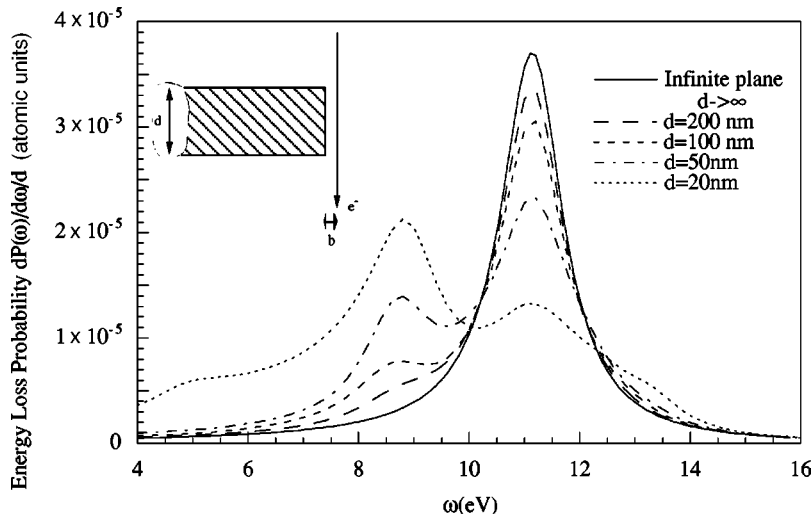 Energy Loss Probability dP(ω)/dω/d (atomic units)
4 x 10⁻⁵
3 x 10⁻⁵
2 x 10⁻⁵
1 x 10⁻⁵
0
d
e⁻
b
Infinite plane
d->∞
d=200 nm
d=100 nm
d=50nm
d=20nm
4 6 8 10 12 14 16
ω(eV)